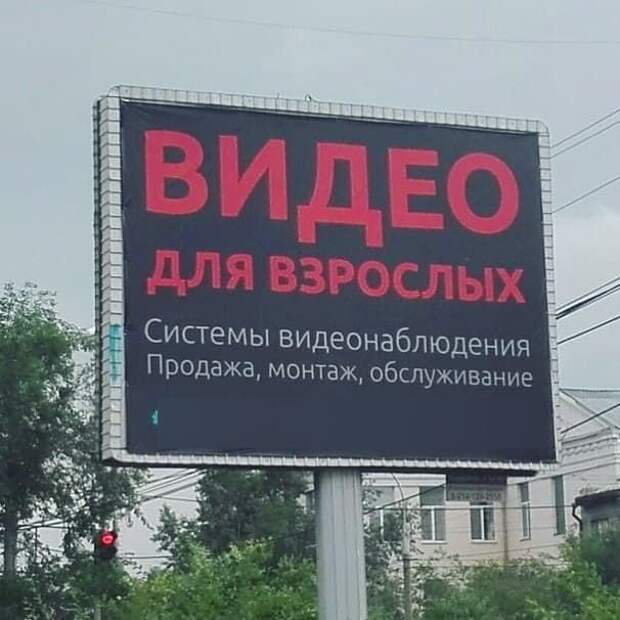 ВИДЕО
ДЛЯ ВЗРОСЛЫХ
Системы видеонаблюдения
Продажа, монтаж, обслуживание